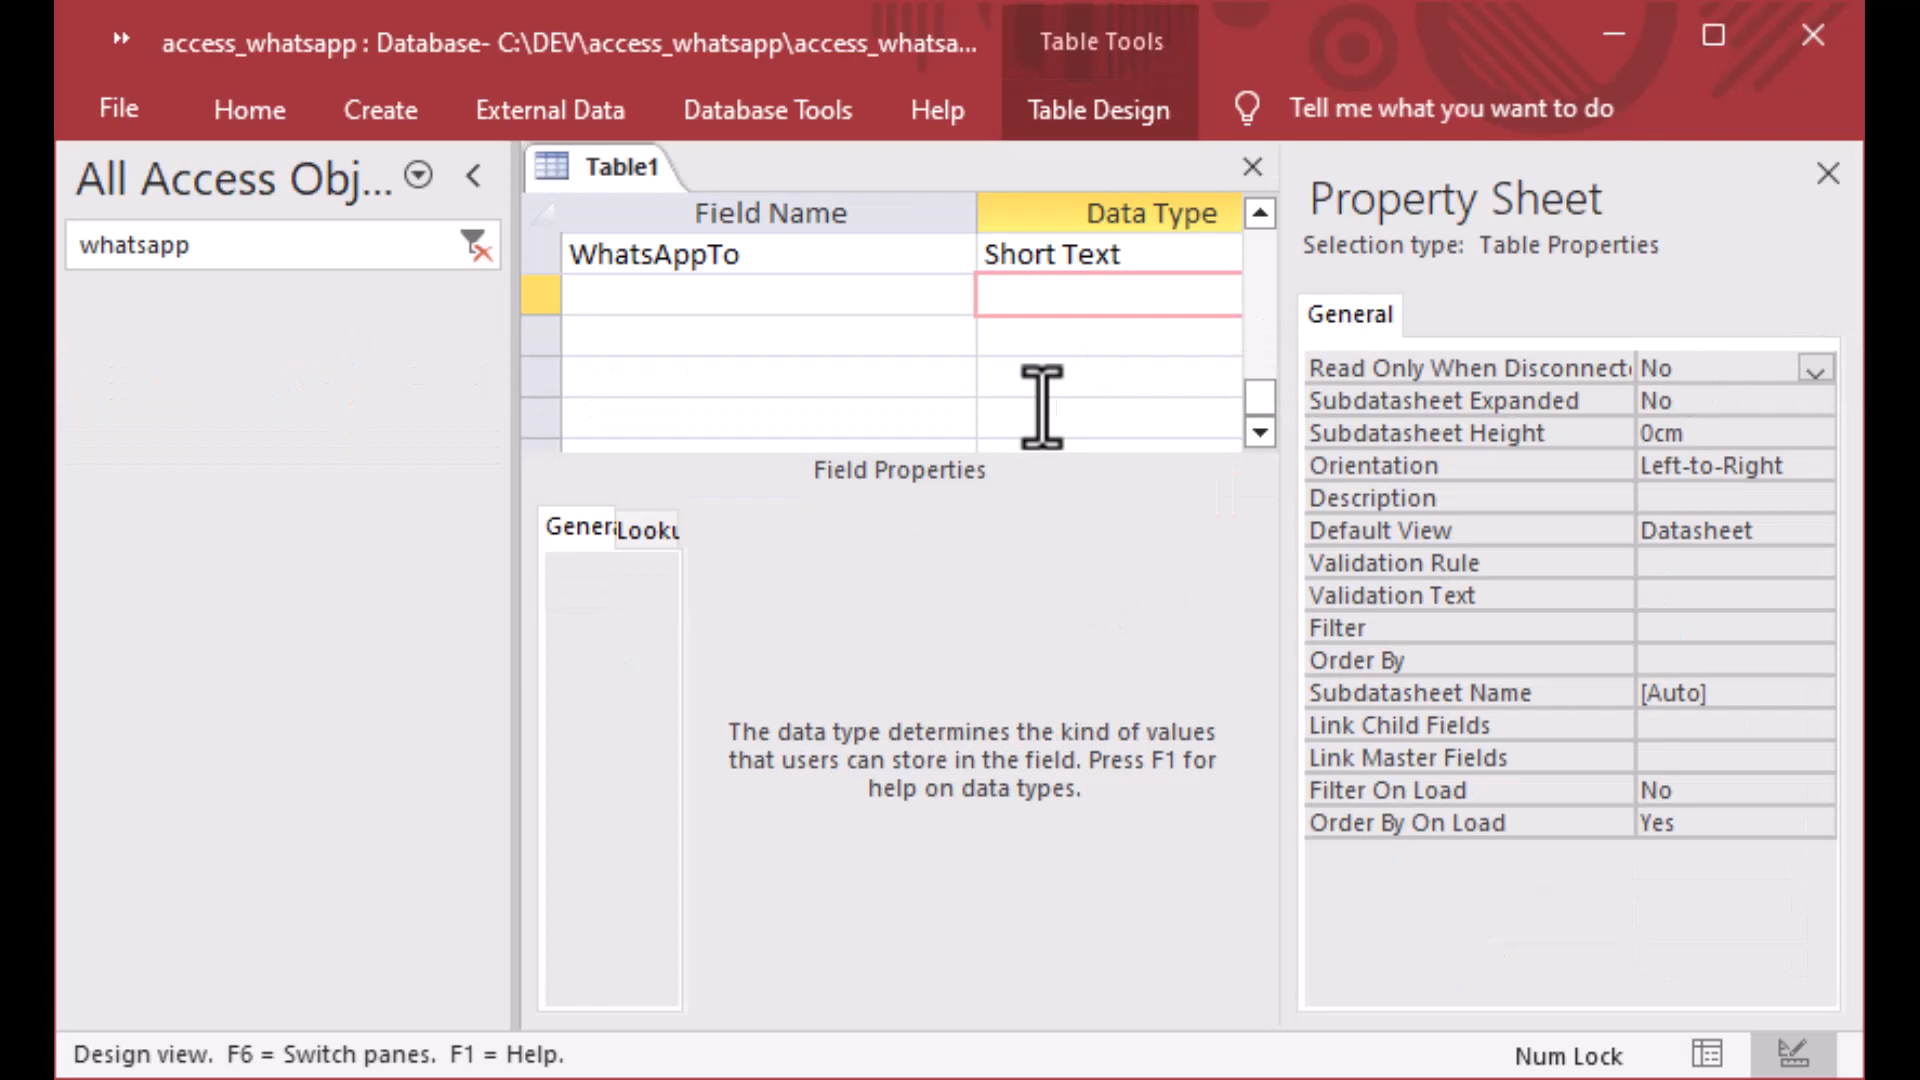 access_whatsapp : Database- C:\DEV\access_whatsapp\access_whatsa...
Table Tools
File
Home
Create
External Data
Database Tools
Help
Table Design
Tell me what you want to do
All Access Obj...
whatsapp
Table1
Field Name
Data Type
WhatsAppTo
Short Text
Field Properties
Genera
Looku
The data type determines the kind of values
that users can store in the field. Press F1 for
help on data types.
Property Sheet
Selection type: Table Properties
General
Read Only When Disconnecte No
Subdatasheet Expanded No
Subdatasheet Height 0cm
Orientation Left-to-Right
Description
Default View Datasheet
Validation Rule
Validation Text
Filter
Order By
Subdatasheet Name [Auto]
Link Child Fields
Link Master Fields
Filter On Load No
Order By On Load Yes
Design view. F6 = Switch panes. F1 = Help.
Num Lock